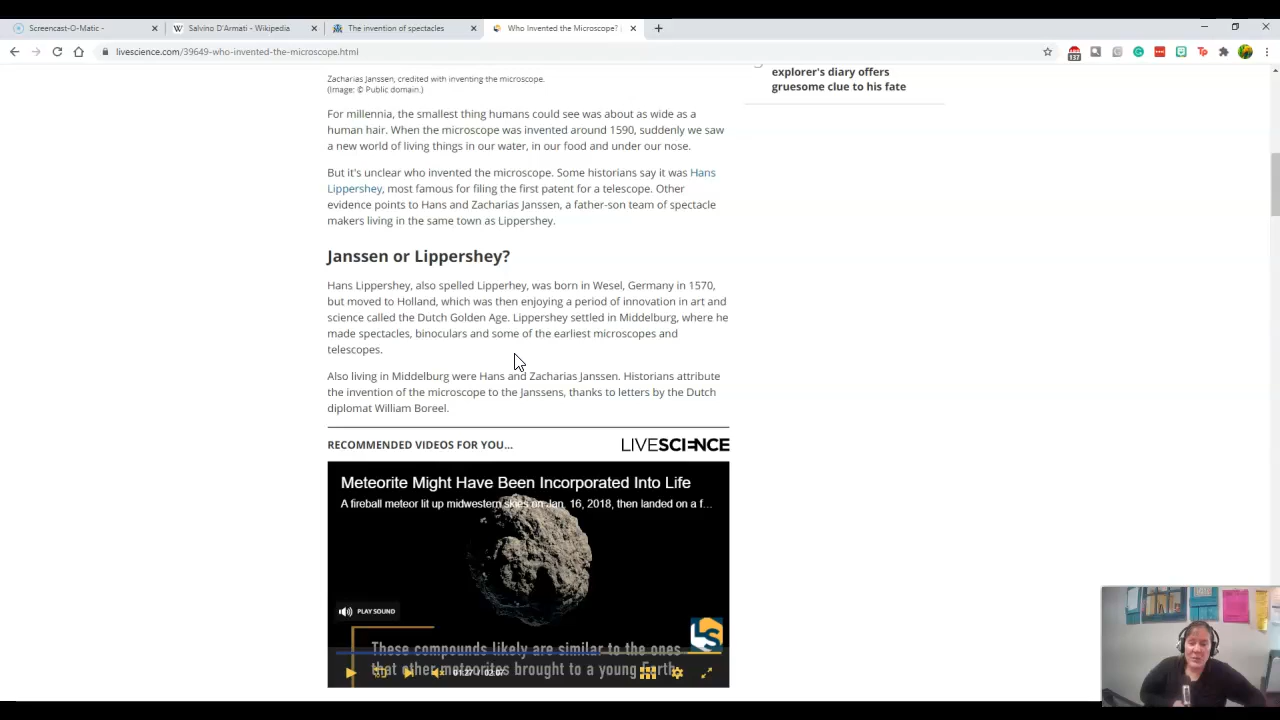 Screencast-O-Matic -
Salvino D'Armati - Wikipedia
The invention of spectacles
Who Invented the Microscope? |
livescience.com/39649-who-invented-the-microscope.html
137
Zacharias Janssen, credited with inventing the microscope.
(Image: © Public domain.)
explorer's diary offers
gruesome clue to his fate
For millennia, the smallest thing humans could see was about as wide as a
human hair. When the microscope was invented around 1590, suddenly we saw
a new world of living things in our water, in our food and under our nose.
But it's unclear who invented the microscope. Some historians say it was Hans
Lippershey, most famous for filing the first patent for a telescope. Other
evidence points to Hans and Zacharias Janssen, a father-son team of spectacle
makers living in the same town as Lippershey.
Janssen or Lippershey?
Hans Lippershey, also spelled Lipperhey, was born in Wesel, Germany in 1570,
but moved to Holland, which was then enjoying a period of innovation in art and
science called the Dutch Golden Age. Lippershey settled in Middelburg, where he
made spectacles, binoculars and some of the earliest microscopes and
telescopes.
Also living in Middelburg were Hans and Zacharias Janssen. Historians attribute
the invention of the microscope to the Janssens, thanks to letters by the Dutch
diplomat William Boreel.
RECOMMENDED VIDEOS FOR YOU...
LIVESCIENCE
Meteorite Might Have Been Incorporated Into Life
A fireball meteor lit up midwestern skies on Jan. 16, 2018, then landed on a f...
PLAY SOUND
LS
These compounds likely are similar to the ones
that other meteorites brought to a young Earth
01:27 / 02:07